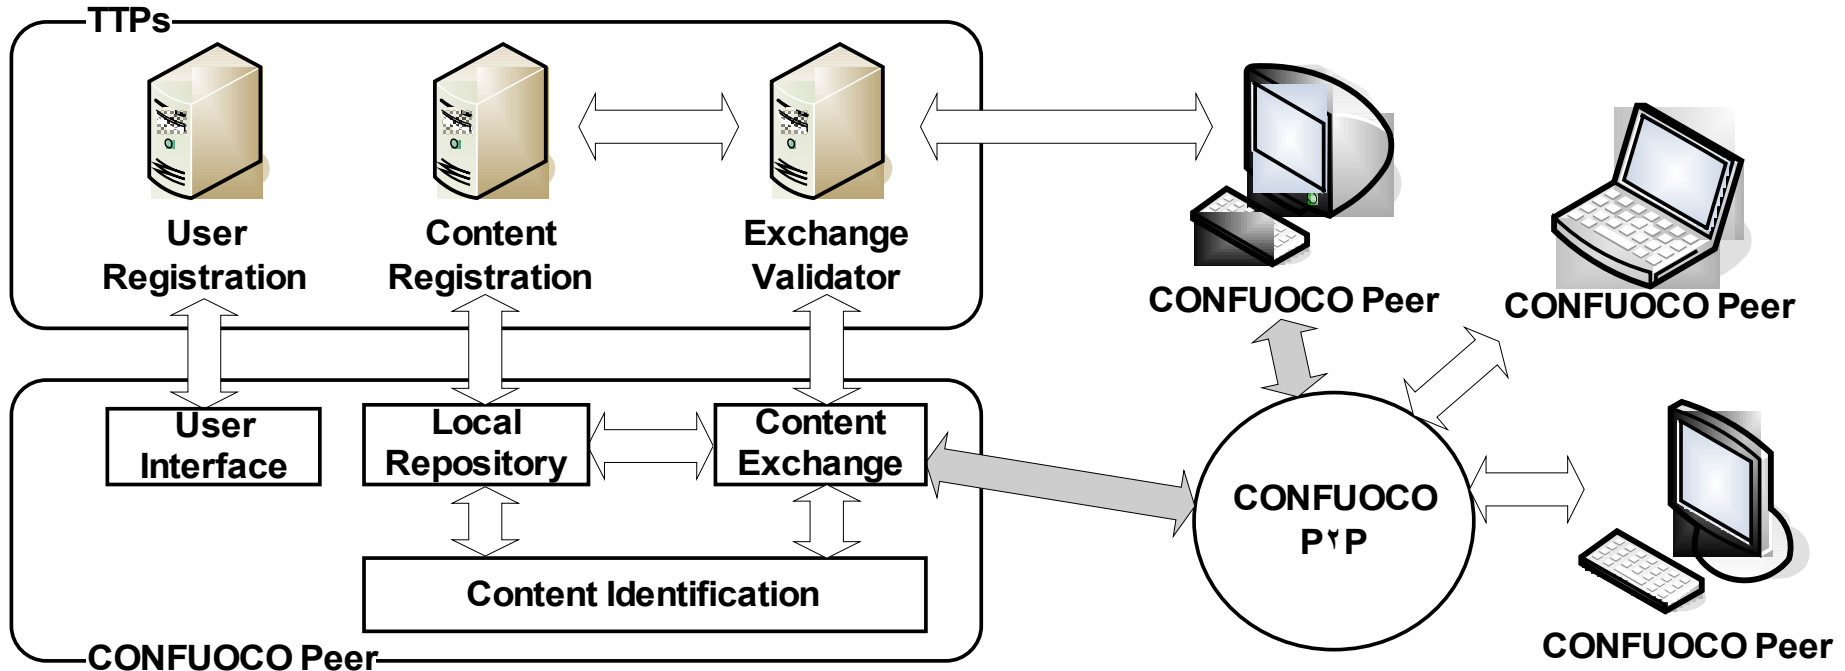 TTPs
User
Registration
Content
Registration
Exchange
Validator
CONFUOCO Peer
CONFUOCO Peer
User
Interface
Local
Repository
Content
Exchange
CONFUOCO
P۲P
Content Identification
CONFUOCO Peer
CONFUOCO Peer